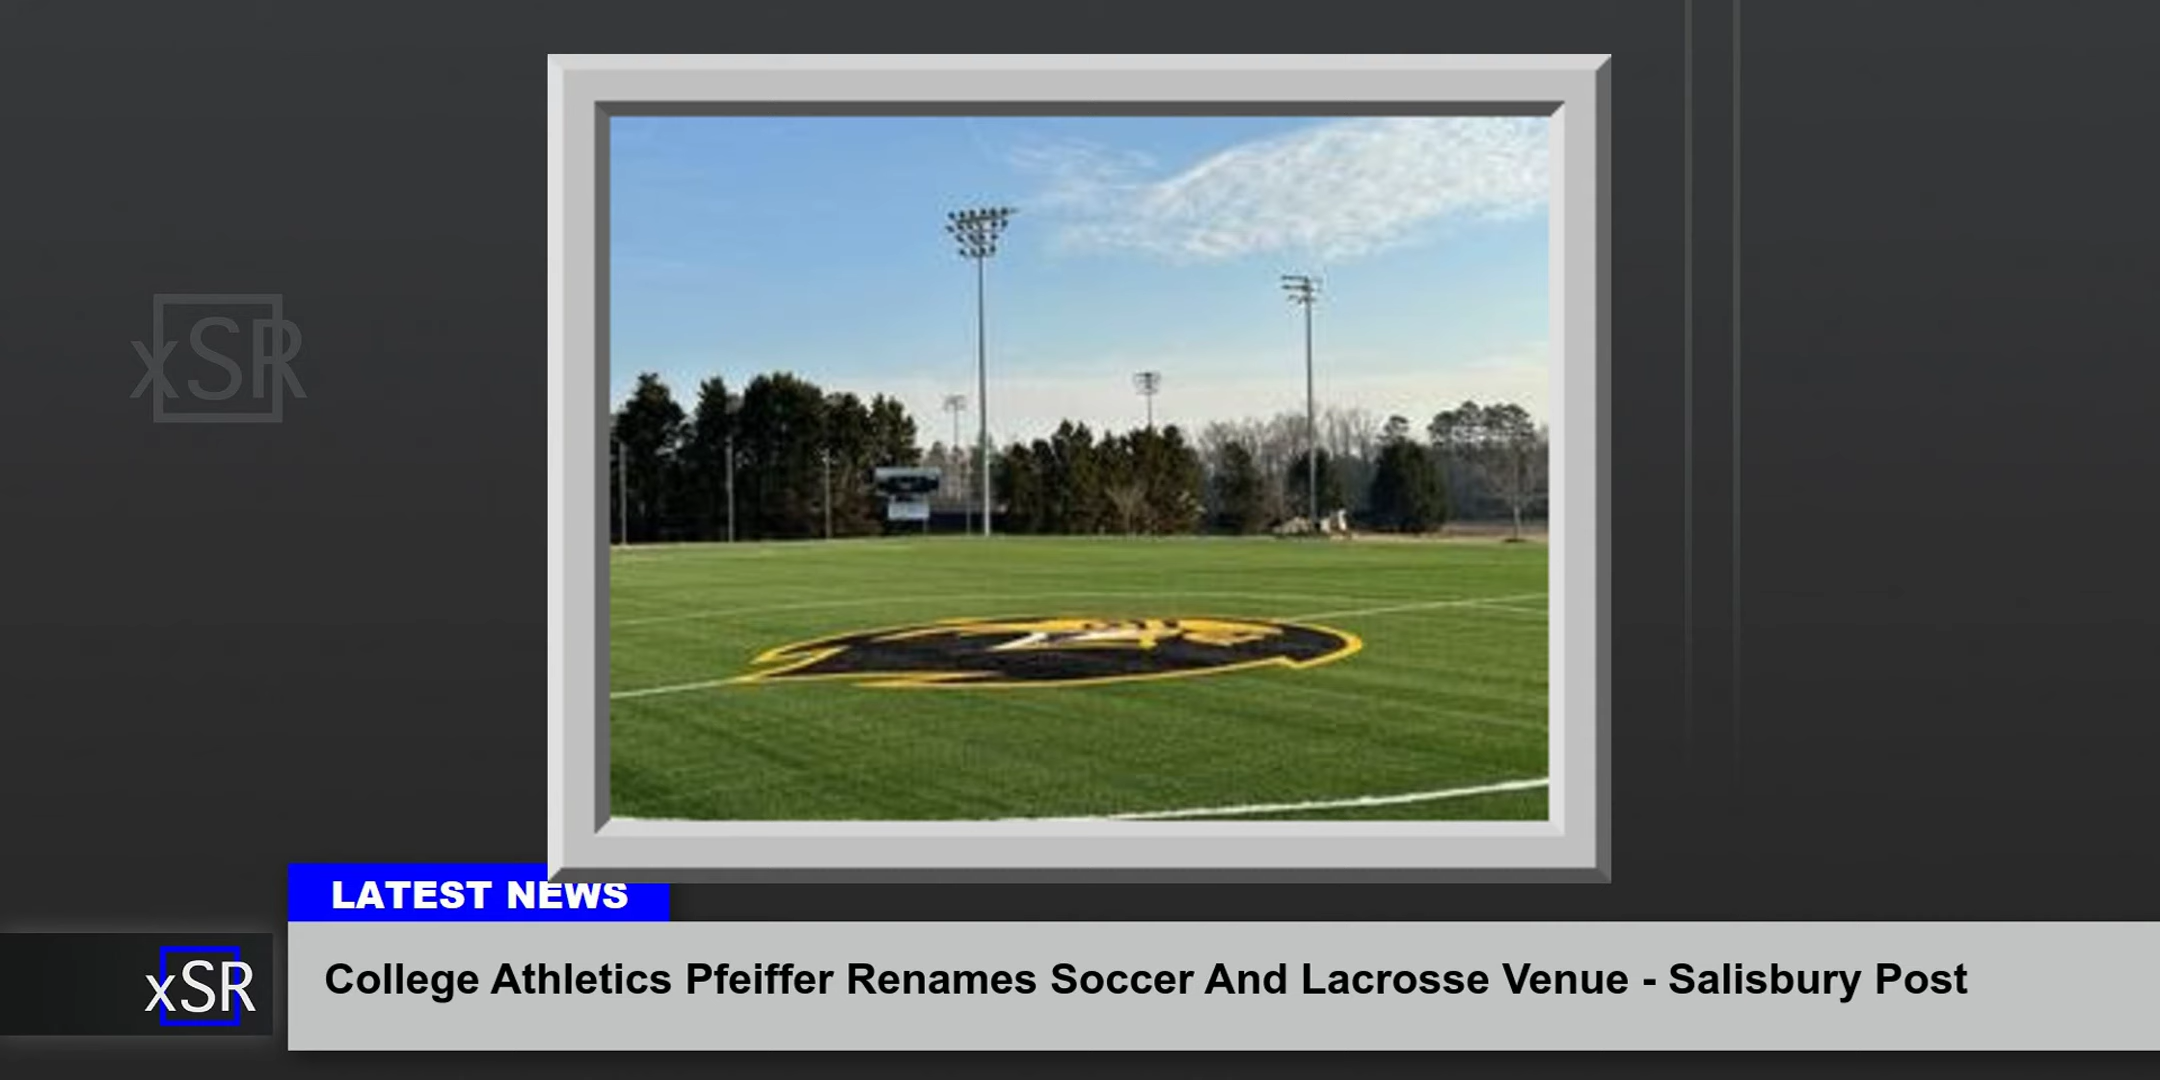 xSR
LATEST NEWS
xSR
College Athletics Pfeiffer Renames Soccer And Lacrosse Venue - Salisbury Post